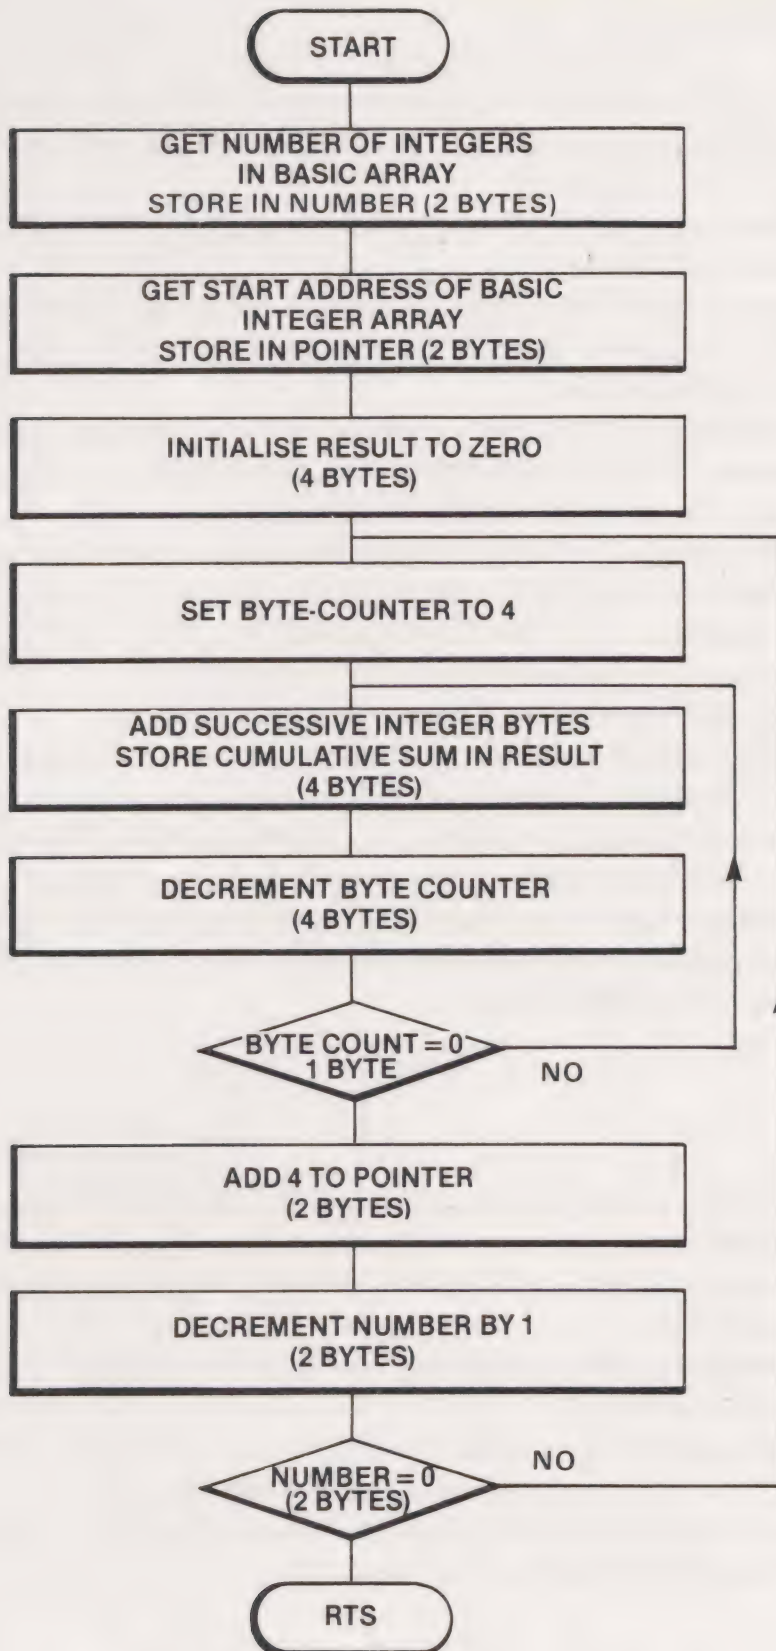 START
GET NUMBER OF INTEGERS
IN BASIC ARRAY
STORE IN NUMBER (2 BYTES)
GET START ADDRESS OF BASIC
INTEGER ARRAY
STORE IN POINTER (2 BYTES)
INITIALISE RESULT TO ZERO
(4 BYTES)
SET BYTE-COUNTER TO 4
ADD SUCCESSIVE INTEGER BYTES
STORE CUMULATIVE SUM IN RESULT
(4 BYTES)
DECREMENT BYTE COUNTER
(4 BYTES)
BYTE COUNT = 0
1 BYTE
NO
ADD 4 TO POINTER
(2 BYTES)
DECREMENT NUMBER BY 1
(2 BYTES)
NUMBER = 0
(2 BYTES)
NO
RTS